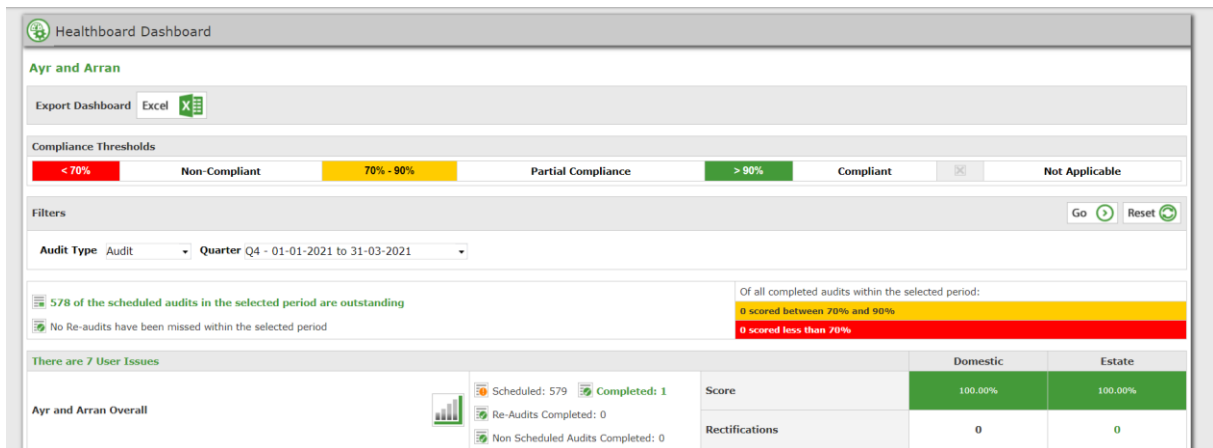 Healthboard Dashboard
Ayr and Arran
Export Dashboard Excel
Compliance Thresholds
< 70% Non-Compliant 70% - 90% Partial Compliance > 90% Compliant Not Applicable
Filters Go Reset
Audit Type Audit Quarter Q4 - 01-01-2021 to 31-03-2021
Of all completed audits within the selected period:
578 of the scheduled audits in the selected period are outstanding
0 scored between 70% and 90%
No Re-audits have been missed within the selected period
0 scored less than 70%
There are 7 User Issues Domestic Estate
Scheduled: 579 Completed: 1 Score 100.00% 100.00%
Ayr and Arran Overall Re-Audits Completed: 0
Non Scheduled Audits Completed: 0 Rectifications 0 0